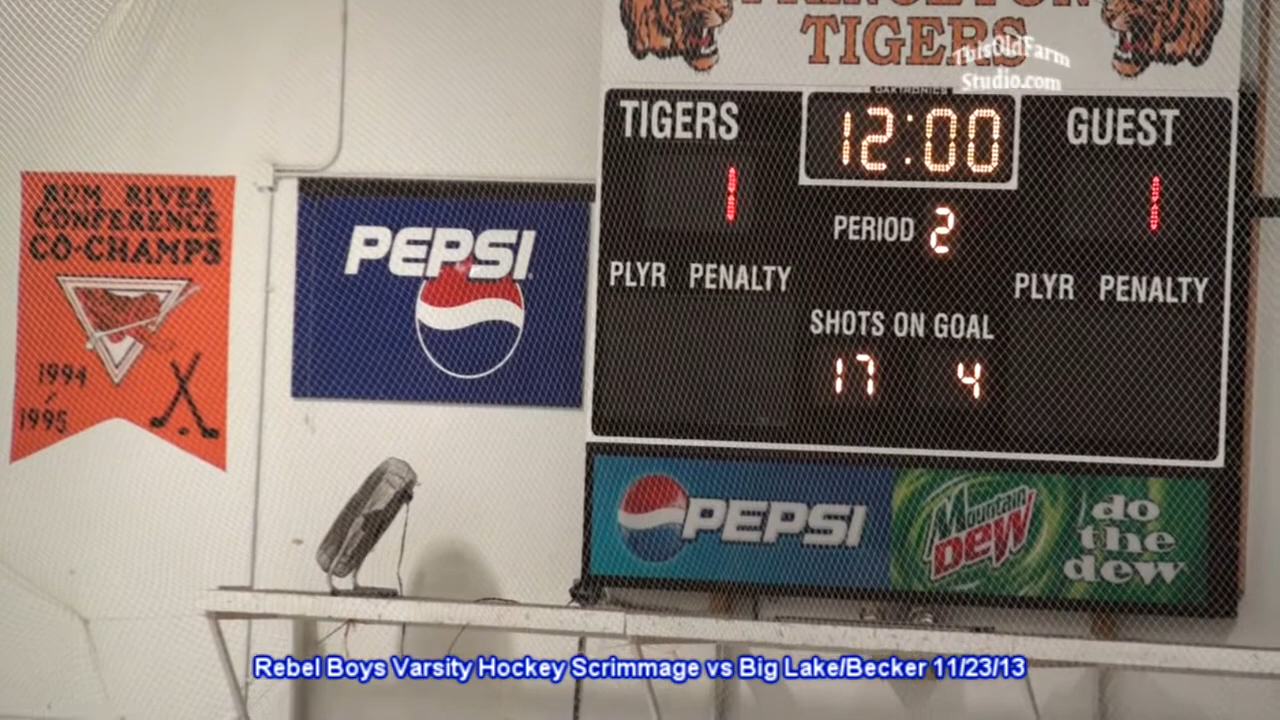 PRINCETON
TIGERS
ThisOldFarm
Studio.com
DAKTRONICS
TIGERS
12:00
GUEST
1
1
PERIOD 2
PLYR PENALTY
PLYR PENALTY
SHOTS ON GOAL
17 4
RUM RIVER
CONFERENCE
CO-CHAMPS
1994
1995
PEPSI
PEPSI
Mountain
DEW
do
the
dew
Rebel Boys Varsity Hockey Scrimmage vs Big Lake/Becker 11/23/13